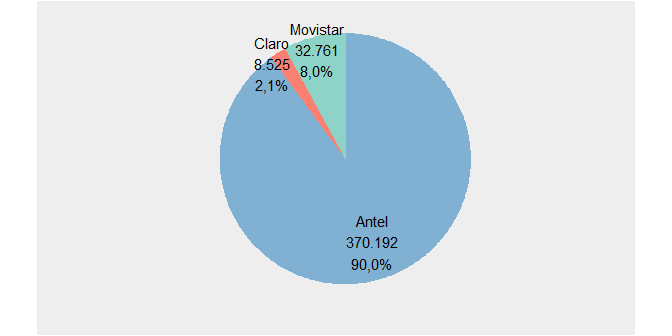 Movistar
32.761
8,0%
Claro
8.525
2,1%
Antel
370.192
90,0%